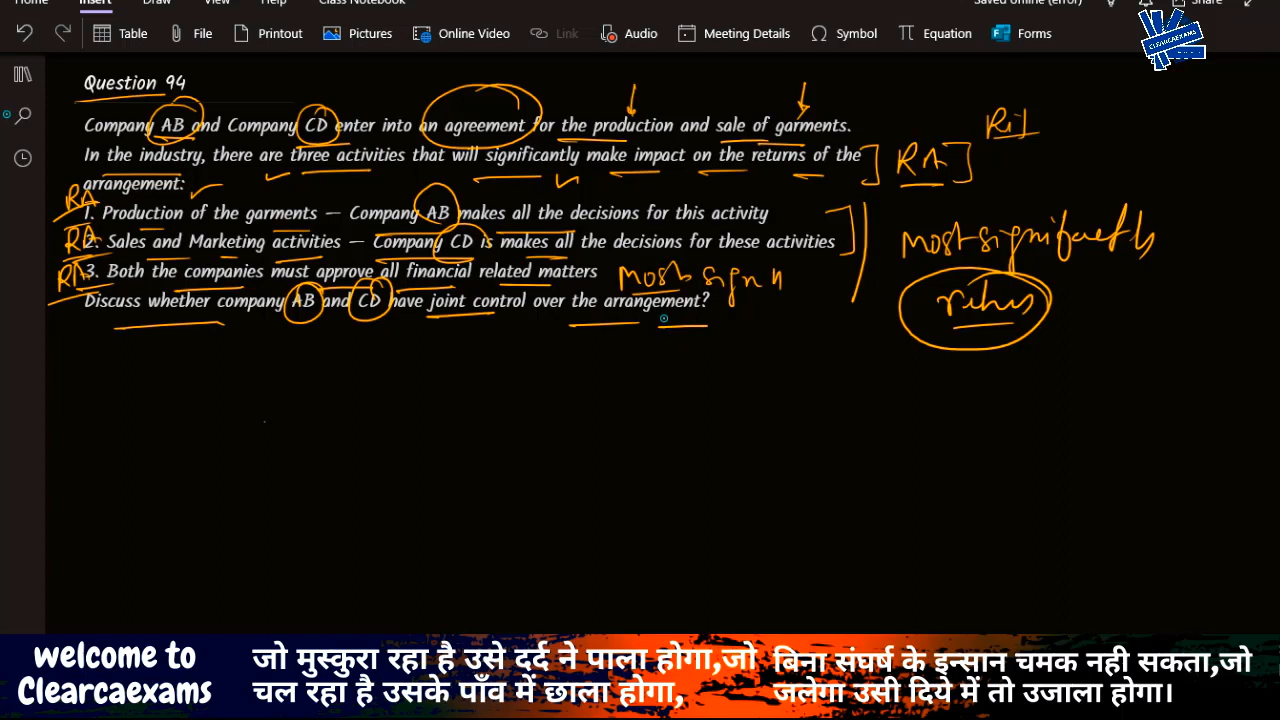 Home Insert Draw View Help Class Notebook Saved Online (error) Share
Table File Printout Pictures Online Video Link Audio Meeting Details Symbol Equation Forms
CLEARCAEXAMS
Question 94
Company AB and Company CD enter into an agreement for the production and sale of garments.
In the industry, there are three activities that will significantly make impact on the returns of the
arrangement:
RA
1. Production of the garments – Company AB makes all the decisions for this activity
RA
2. Sales and Marketing activities – Company CD is makes all the decisions for these activities
RA
3. Both the companies must approve all financial related matters
most sign
Discuss whether company AB and CD have joint control over the arrangement?
RA
welcome to
Clearcaexams
जो मुस्कुरा रहा है उसे दर्द ने पाला होगा,जो
चल रहा है उसके पाँव में छाला होगा,
बिना संघर्ष के इन्सान चमक नही सकता,जो
जलेगा उसी दिये में तो उजाला होगा।